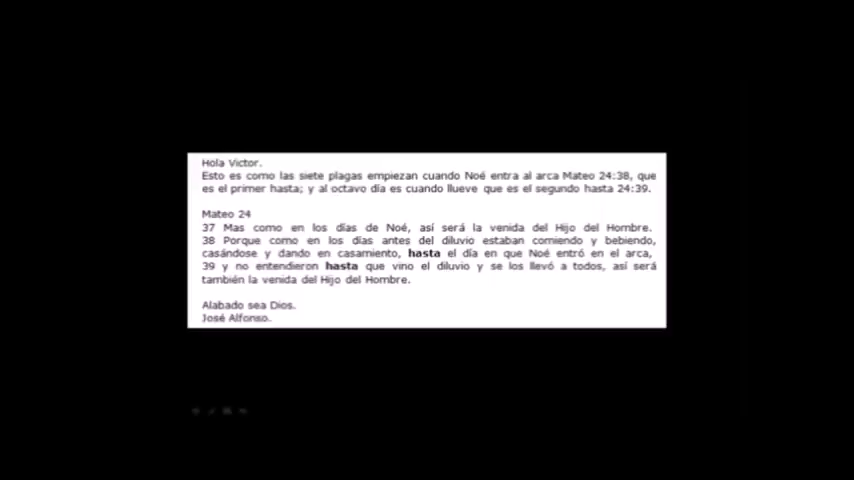 Hola Victor.
Esto es como las siete plagas empiezan cuando Noé entra al arca Mateo 24:38, que
es el primer hasta; y al octavo día es cuando llueve que es el segundo hasta 24:39.
Mateo 24
37 Mas como en los días de Noé, así será la venida del Hijo del Hombre.
38 Porque como en los días antes del diluvio estaban comiendo y bebiendo,
casándose y dando en casamiento, hasta el día en que Noé entró en el arca,
39 y no entendieron hasta que vino el diluvio y se los llevó a todos, así será
también la venida del Hijo del Hombre.
Alabado sea Dios.
José Alfonso.